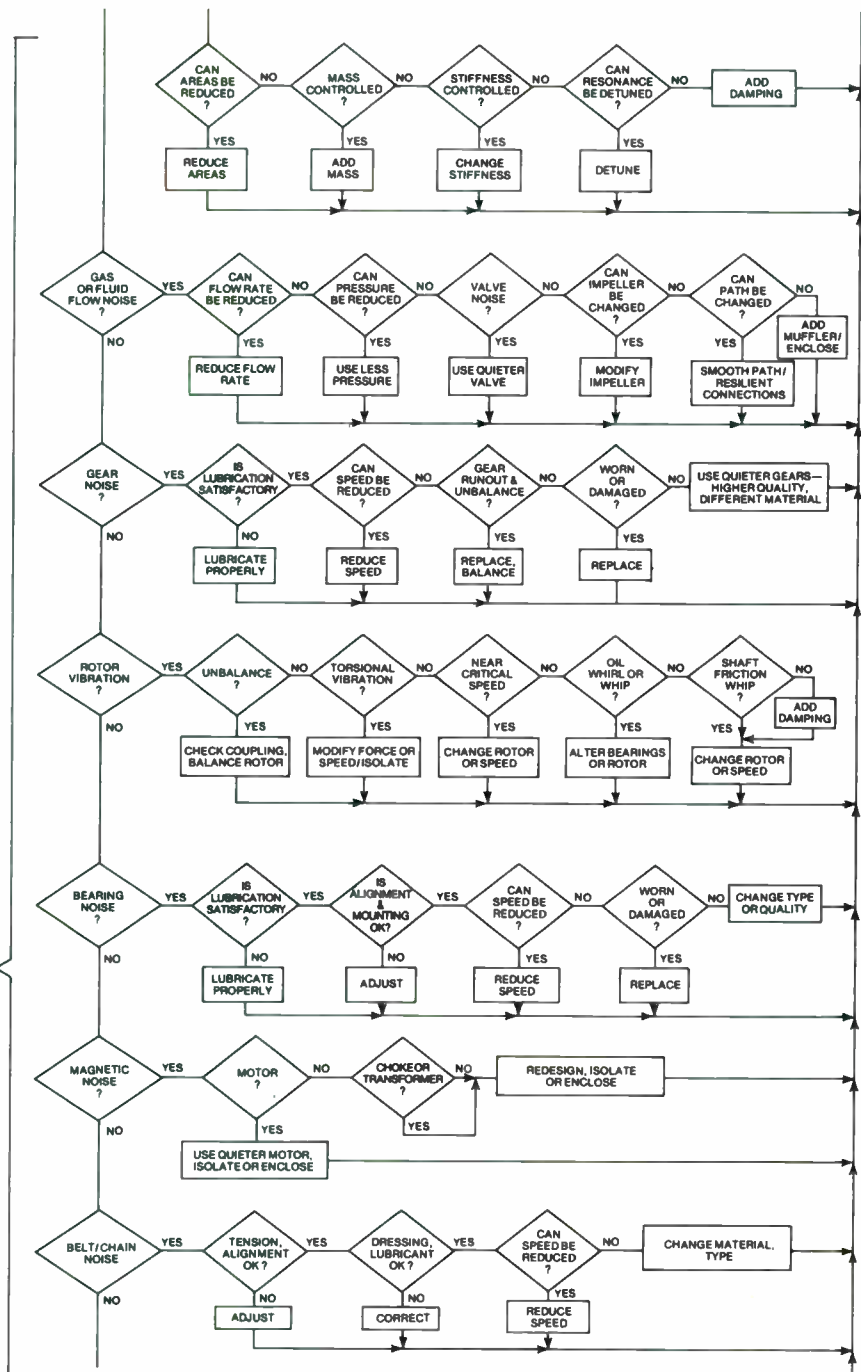 CAN
AREAS BE
REDUCED
?
NO
MASS
CONTROLLED
?
NO
STIFFNESS
CONTROLLED
?
NO
CAN
RESONANCE
BE DETUNED
?
NO
ADD
DAMPING
YES
YES
YES
YES
REDUCE
AREAS
ADD
MASS
CHANGE
STIFFNESS
DETUNE
GAS
OR FLUID
FLOW NOISE
?
YES
CAN
FLOW RATE
BE REDUCED
?
NO
CAN
PRESSURE
BE REDUCED
?
NO
VALVE
NOISE
?
NO
CAN
IMPELLER
BE
CHANGED
?
NO
CAN
PATH BE
CHANGED
?
NO
ADD
MUFFLER/
ENCLOSE
NO
YES
YES
YES
YES
YES
REDUCE FLOW
RATE
USE LESS
PRESSURE
USE QUIETER
VALVE
MODIFY
IMPELLER
SMOOTH PATH/
RESILIENT
CONNECTIONS
GEAR
NOISE
?
YES
IS
LUBRICATION
SATISFACTORY
?
YES
CAN
SPEED BE
REDUCED
?
NO
GEAR
RUNOUT &
UNBALANCE
?
NO
WORN
OR
DAMAGED
?
NO
USE QUIETER GEARS—
HIGHER QUALITY,
DIFFERENT MATERIAL
NO
NO
YES
YES
YES
LUBRICATE
PROPERLY
REDUCE
SPEED
REPLACE,
BALANCE
REPLACE
ROTOR
VIBRATION
?
YES
UNBALANCE
?
NO
TORSIONAL
VIBRATION
?
NO
NEAR
CRITICAL
SPEED
?
NO
OIL
WHIRL OR
WHIP
?
NO
SHAFT
FRICTION
WHIP
?
NO
ADD
DAMPING
NO
YES
YES
YES
YES
YES
CHECK COUPLING,
BALANCE ROTOR
MODIFY FORCE OR
SPEED/ISOLATE
CHANGE ROTOR
OR SPEED
ALTER BEARINGS
OR ROTOR
CHANGE ROTOR
OR SPEED
BEARING
NOISE
?
YES
IS
LUBRICATION
SATISFACTORY
?
YES
IS
ALIGNMENT
&
MOUNTING
OK?
YES
CAN
SPEED BE
REDUCED
?
NO
WORN
OR
DAMAGED
?
NO
CHANGE TYPE
OR QUALITY
NO
NO
NO
YES
YES
LUBRICATE
PROPERLY
ADJUST
REDUCE
SPEED
REPLACE
MAGNETIC
NOISE
?
YES
MOTOR
?
NO
CHOKE OR
TRANSFORMER
?
NO
REDESIGN, ISOLATE
OR ENCLOSE
NO
YES
YES
USE QUIETER MOTOR,
ISOLATE OR ENCLOSE
BELT/CHAIN
NOISE
YES
TENSION,
ALIGNMENT
OK?
YES
DRESSING,
LUBRICANT
OK?
YES
CAN
SPEED BE
REDUCED
?
NO
CHANGE MATERIAL,
TYPE
NO
NO
NO
YES
ADJUST
CORRECT
REDUCE
SPEED